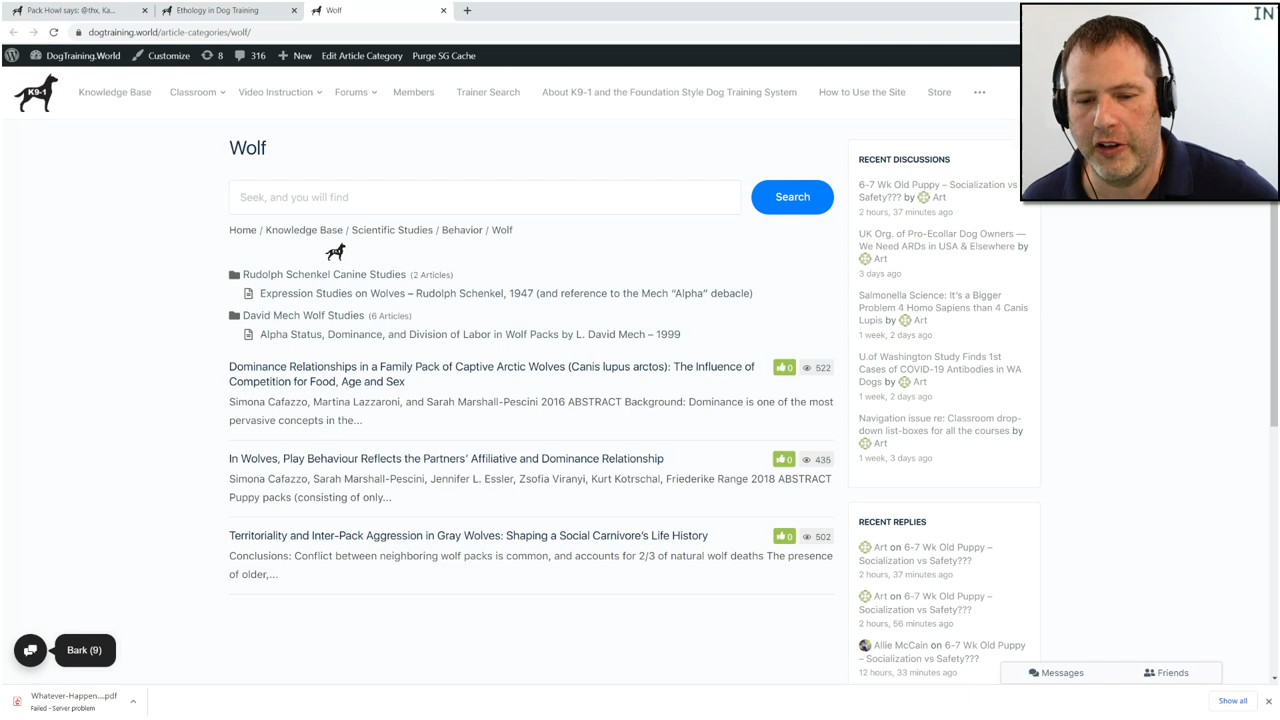 Pack Howl says: @thx, Ka...
Ethology in Dog Training
Wolf
IN
dogtraining.world/article-categories/wolf/
DogTraining.World
Customize
8
316
New
Edit Article Category
Purge SG Cache
K9-1
Knowledge Base
Classroom
Video Instruction
Forums
Members
Trainer Search
About K9-1 and the Foundation Style Dog Training System
How to Use the Site
Store
Wolf
Seek, and you will find
Search
Home / Knowledge Base / Scientific Studies / Behavior / Wolf
Rudolph Schenkel Canine Studies (2 Articles)
Expression Studies on Wolves – Rudolph Schenkel, 1947 (and reference to the Mech “Alpha” debacle)
David Mech Wolf Studies (6 Articles)
Alpha Status, Dominance, and Division of Labor in Wolf Packs by L. David Mech – 1999
Dominance Relationships in a Family Pack of Captive Arctic Wolves (Canis lupus arctos): The Influence of
Competition for Food, Age and Sex
0
522
Simona Cafazzo, Martina Lazzaroni, and Sarah Marshall-Pescini 2016 ABSTRACT Background: Dominance is one of the most
pervasive concepts in the...
In Wolves, Play Behaviour Reflects the Partners’ Affiliative and Dominance Relationship
0
435
Simona Cafazzo, Sarah Marshall-Pescini, Jennifer L. Essler, Zsofia Viranyi, Kurt Kotrschal, Friederike Range 2018 ABSTRACT
Puppy packs (consisting of only...
Territoriality and Inter-Pack Aggression in Gray Wolves: Shaping a Social Carnivore’s Life History
0
502
Conclusions: Conflict between neighboring wolf packs is common, and accounts for 2/3 of natural wolf deaths The presence
of older,...
RECENT DISCUSSIONS
6-7 Wk Old Puppy – Socialization vs
Safety??? by Art
2 hours, 37 minutes ago
UK Org. of Pro-Ecollar Dog Owners —
We Need ARDs in USA & Elsewhere by
Art
3 days ago
Salmonella Science: It’s a Bigger
Problem 4 Homo Sapiens than 4 Canis
Lupis by Art
1 week, 2 days ago
U.of Washington Study Finds 1st
Cases of COVID-19 Antibodies in WA
Dogs by Art
1 week, 2 days ago
Navigation issue re: Classroom drop-
down list-boxes for all the courses by
Art
1 week, 3 days ago
RECENT REPLIES
Art on 6-7 Wk Old Puppy –
Socialization vs Safety???
2 hours, 37 minutes ago
Art on 6-7 Wk Old Puppy –
Socialization vs Safety???
2 hours, 56 minutes ago
Allie McCain on 6-7 Wk Old Puppy
– Socialization vs Safety???
12 hours, 33 minutes ago
Bark (9)
Messages
Friends
Whatever-Happen....pdf
Failed - Server problem
Show all